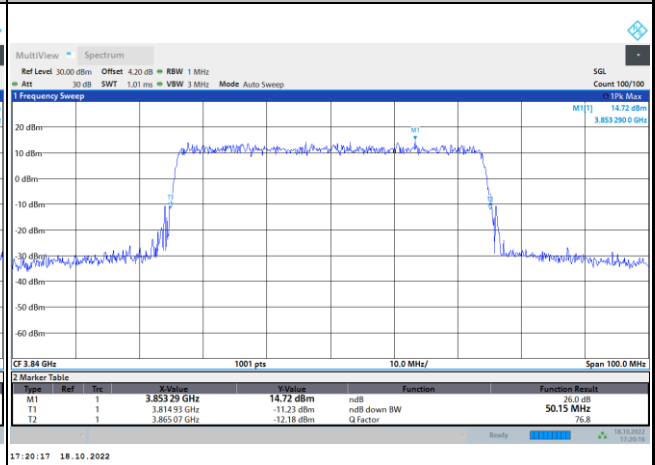 MultiView Spectrum
Ref Level 30.00 dBm Offset 4.20 dB RBW 1 MHz SGL
Att 30 dB SWT 1.01 ms VBW 3 MHz Mode Auto Sweep Count 100/100
1 Frequency Sweep 1Pk Max
M1[1] 14.72 dBm
3.853 290 0 GHz
20 dBm
M1
10 dBm
0 dBm
T1 T2
-10 dBm
-20 dBm
-30 dBm
-40 dBm
-50 dBm
-60 dBm
CF 3.84 GHz 1001 pts 10.0 MHz/ Span 100.0 MHz
2 Marker Table
Type Ref Trc X-Value Y-Value Function Function Result
M1 1 3.853 29 GHz 14.72 dBm ndB 26.0 dB
T1 1 3.814 93 GHz -11.23 dBm ndB down BW 50.15 MHz
T2 1 3.865 07 GHz -12.18 dBm Q Factor 76.8
Ready 18.10.2022
17:20:16
17:20:17 18.10.2022